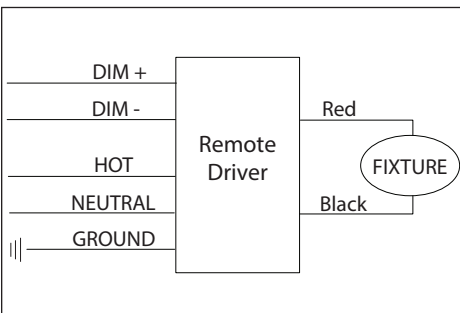 DIM +
DIM -
HOT
NEUTRAL
GROUND
Remote
Driver
Red
Black
FIXTURE